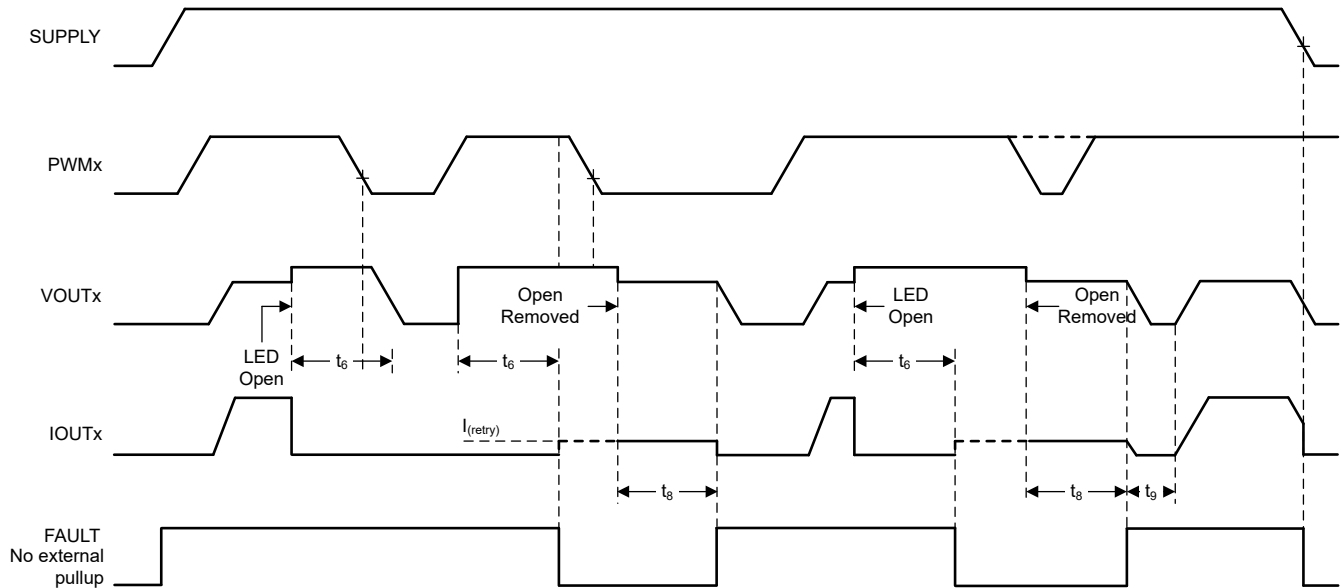 SUPPLY
PWMx
VOUTx
LED
Open
t6
t6
Open
Removed
LED
Open
t6
Open
Removed
IOUTx
I(retry)
t8
t8
t9
FAULT
No external
pullup